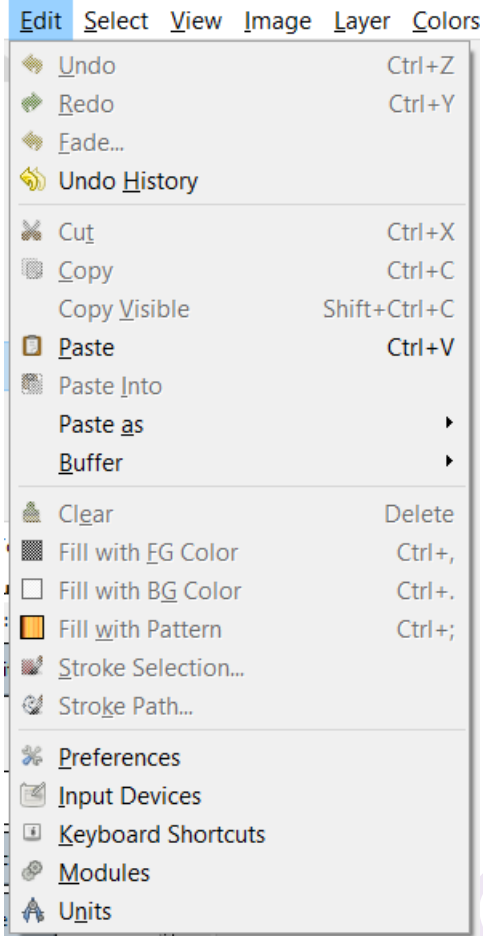 Edit Select View Image Layer Colors
Undo Ctrl+Z
Redo Ctrl+Y
Fade...
Undo History
Cut Ctrl+X
Copy Ctrl+C
Copy Visible Shift+Ctrl+C
Paste Ctrl+V
Paste Into
Paste as
Buffer
Clear Delete
Fill with FG Color Ctrl+,
Fill with BG Color Ctrl+.
Fill with Pattern Ctrl+;
Stroke Selection...
Stroke Path...
Preferences
Input Devices
Keyboard Shortcuts
Modules
Units